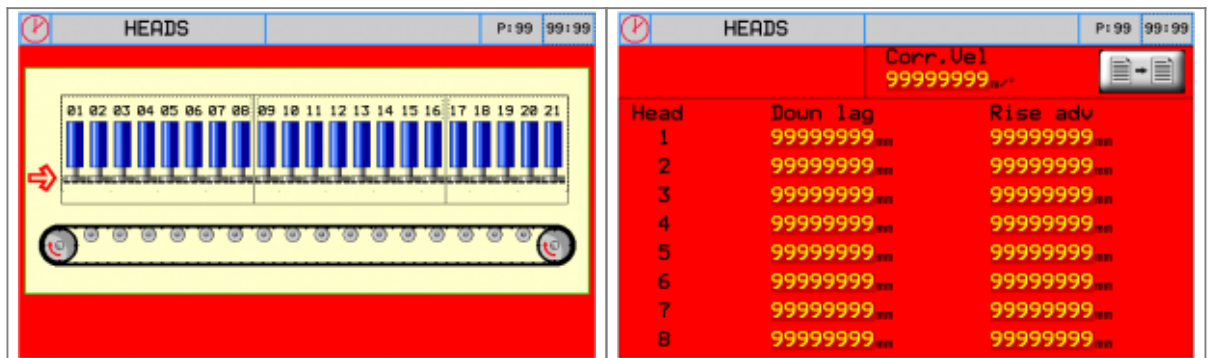 HEADS P:99 99:99
01 02 03 04 05 06 07 08 09 10 11 12 13 14 15 16 17 18 19 20 21
HEADS P:99 99:99
Corr.Vel
99999999m/'
Head Down lag Rise adv
1 99999999mm 99999999mm
2 99999999mm 99999999mm
3 99999999mm 99999999mm
4 99999999mm 99999999mm
5 99999999mm 99999999mm
6 99999999mm 99999999mm
7 99999999mm 99999999mm
8 99999999mm 99999999mm